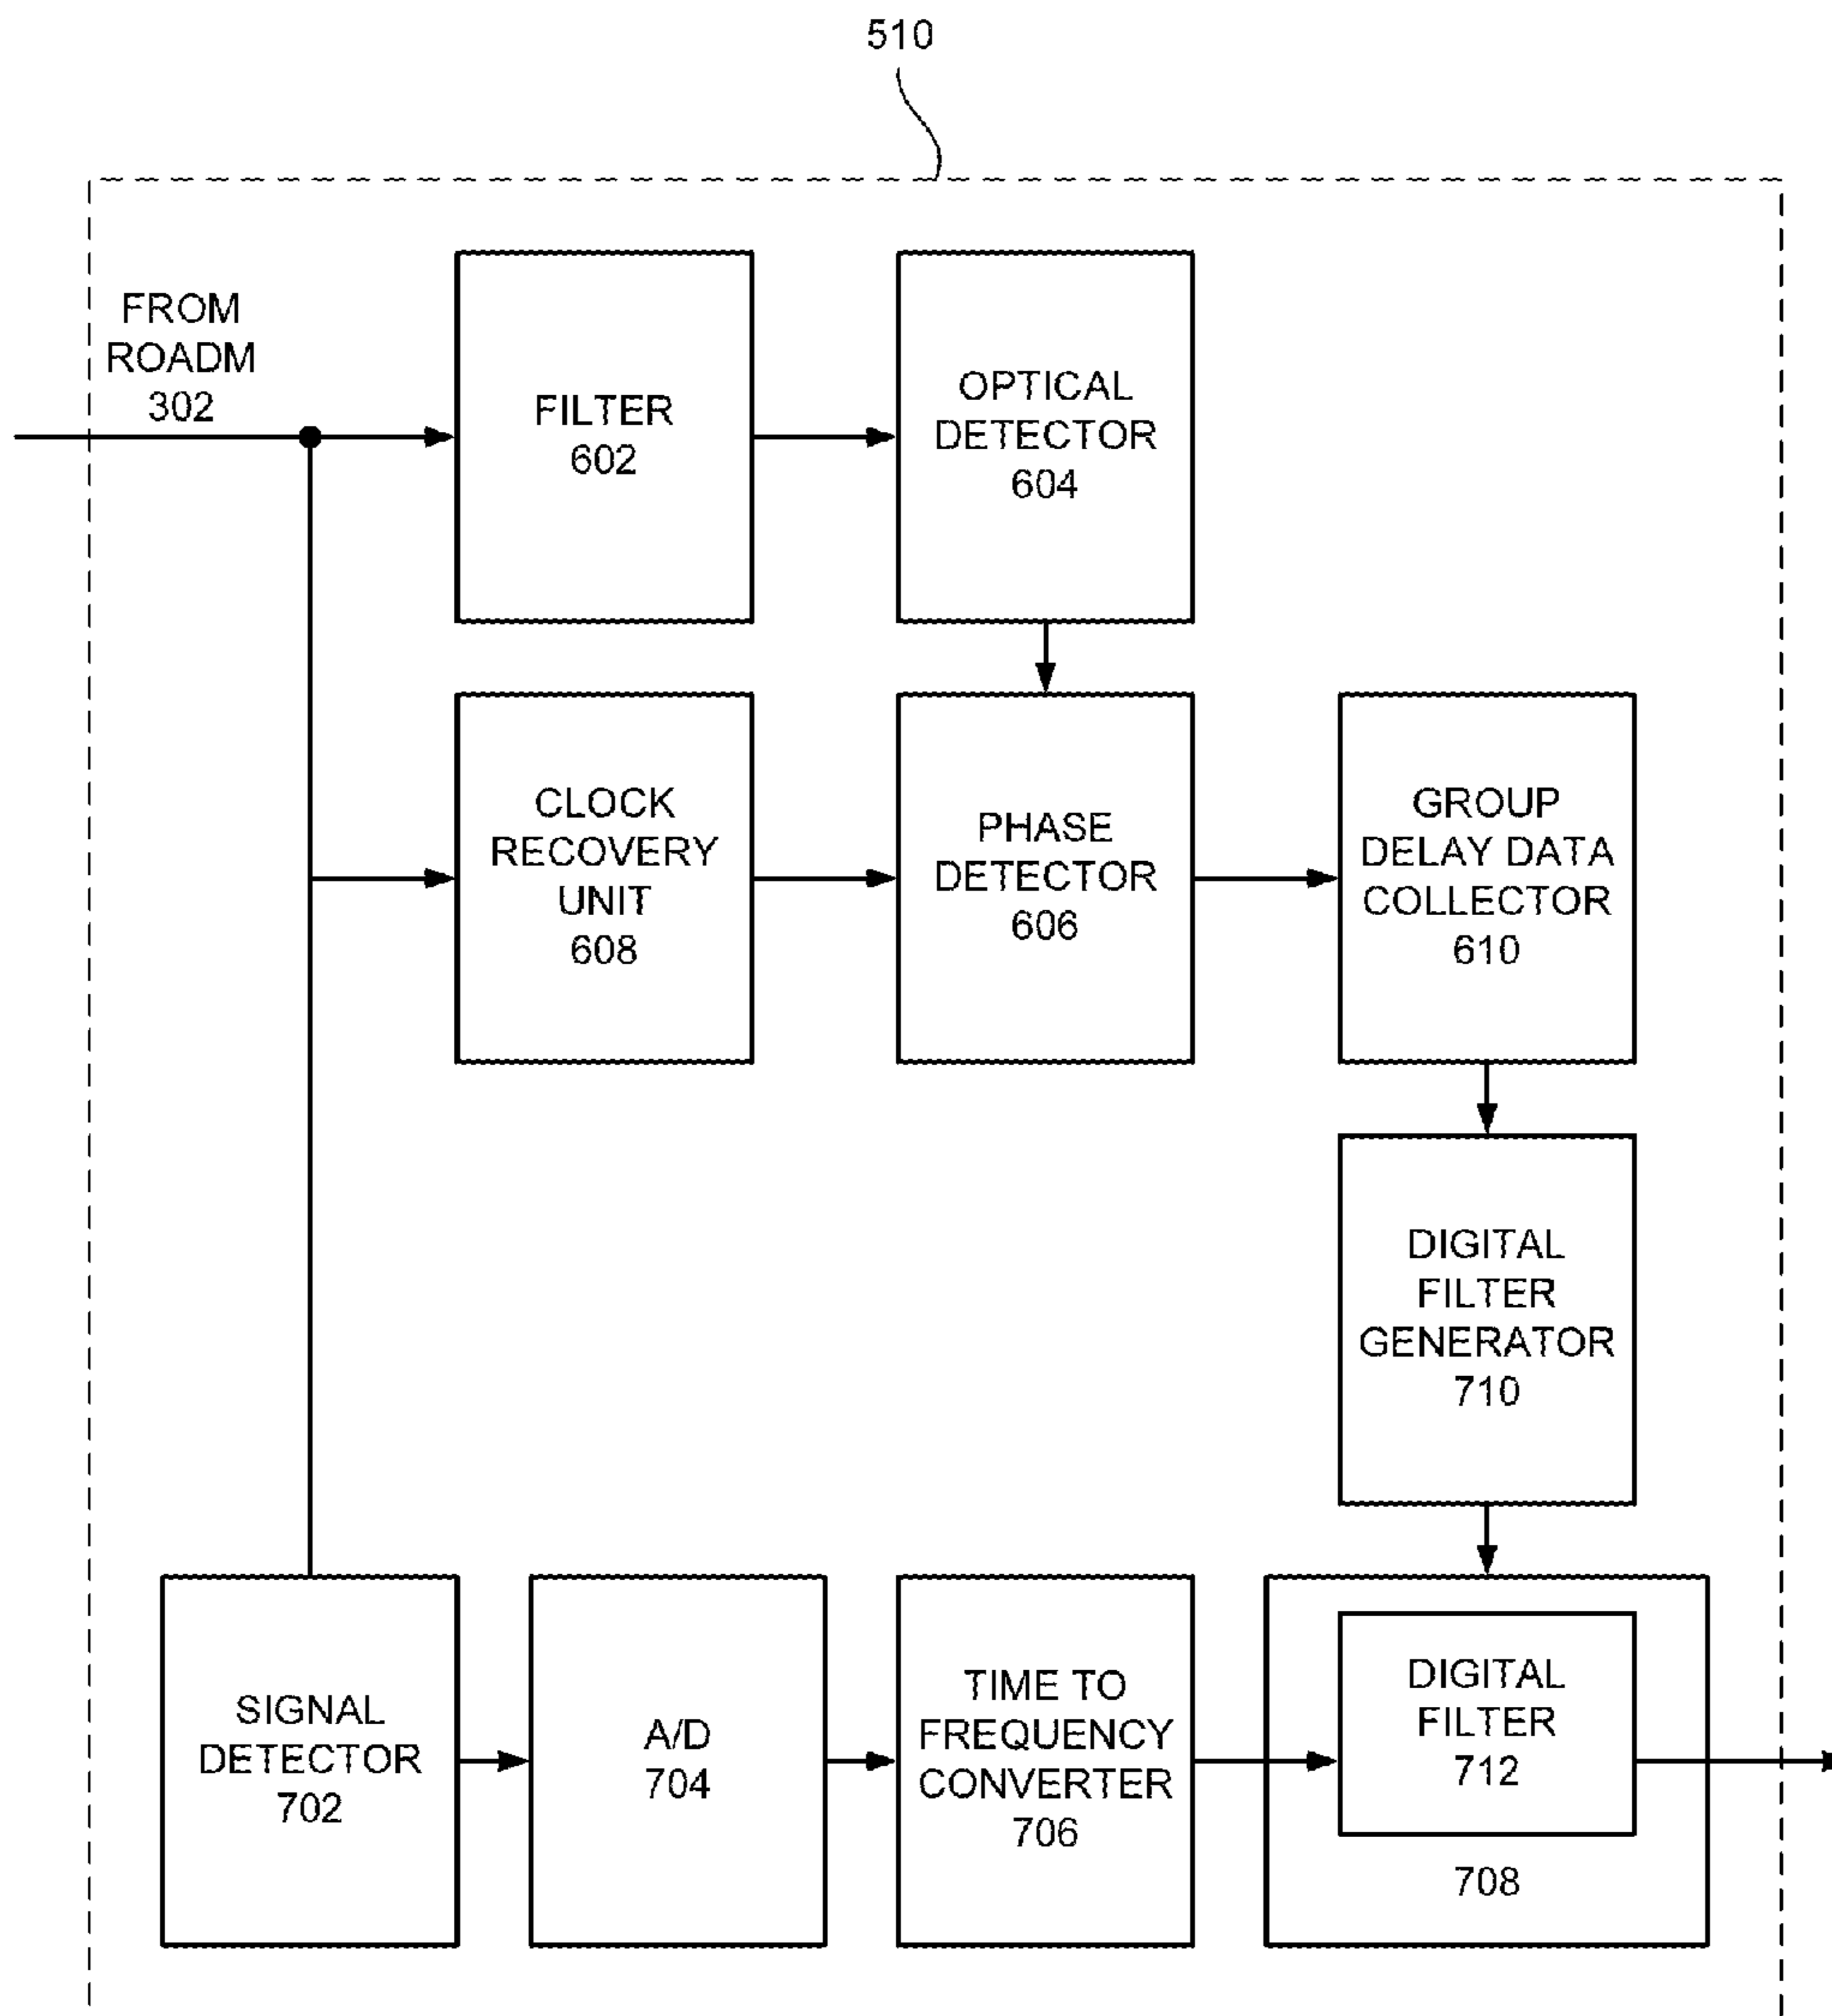 510
FROM
ROADM
302
FILTER
602
OPTICAL
DETECTOR
604
CLOCK
RECOVERY
UNIT
608
PHASE
DETECTOR
606
GROUP
DELAY DATA
COLLECTOR
610
DIGITAL
FILTER
GENERATOR
710
SIGNAL
DETECTOR
702
A/D
704
TIME TO
FREQUENCY
CONVERTER
706
DIGITAL
FILTER
712
708